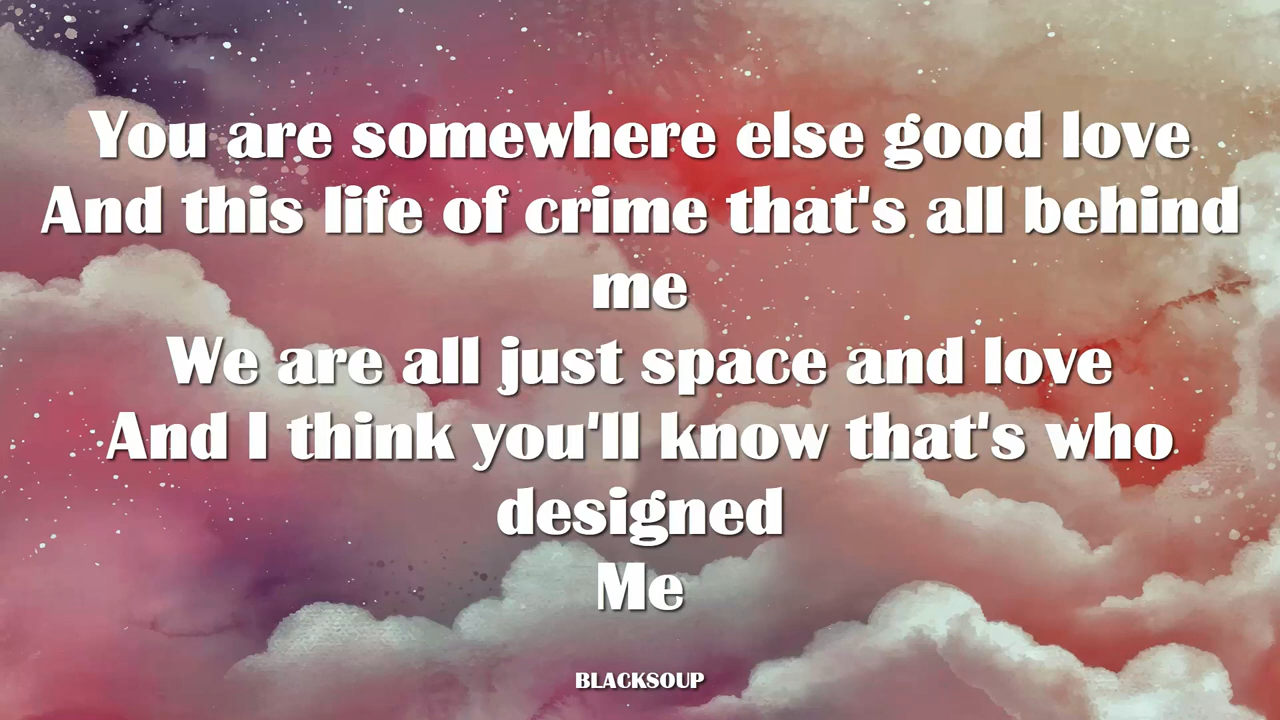 You are somewhere else good love
And this life of crime that's all behind
me
We are all just space and love
And I think you'll know that's who
designed
Me
BLACKSOUP